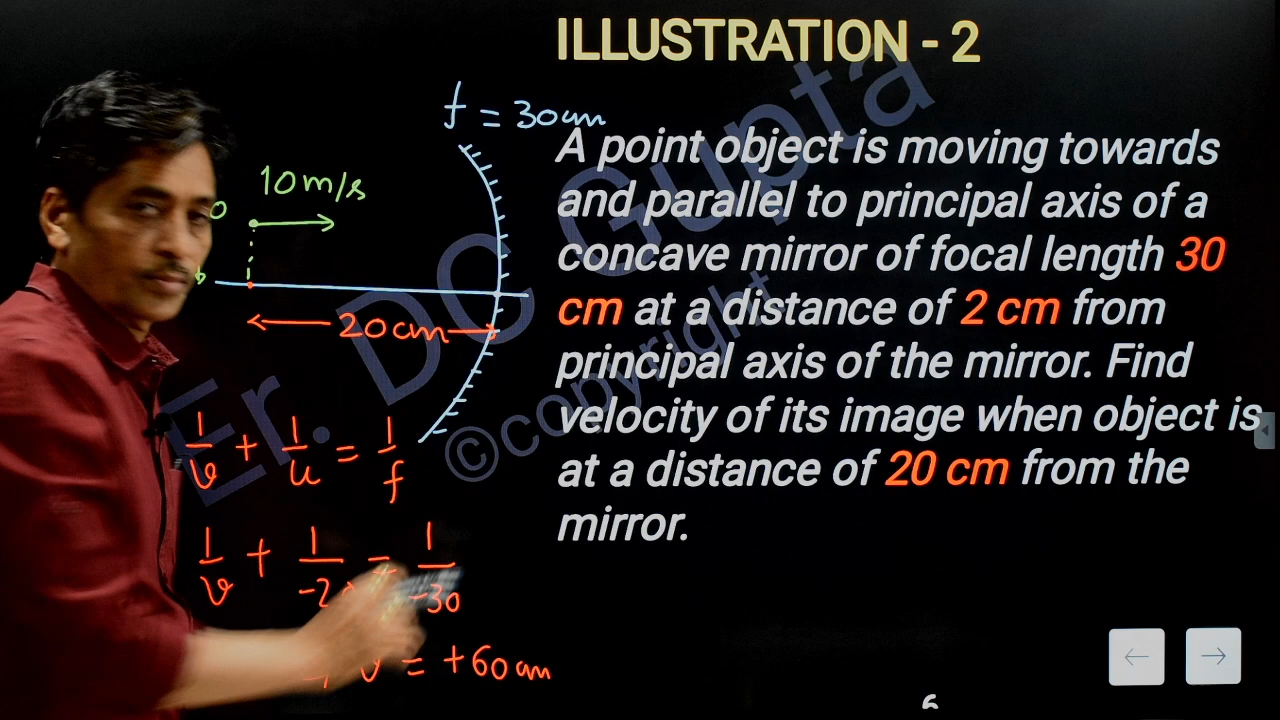 ILLUSTRATION - 2
f = 30cm
A point object is moving towards
and parallel to principal axis of a
concave mirror of focal length 30
cm at a distance of 2 cm from
principal axis of the mirror. Find
velocity of its image when object is
at a distance of 20 cm from the
mirror.
10 m/s
O
20cm
1/v + 1/u = 1/f
1/v + 1/-20 = 1/-30
v = +60 cm
Er. DC Gupta
©copyright
6